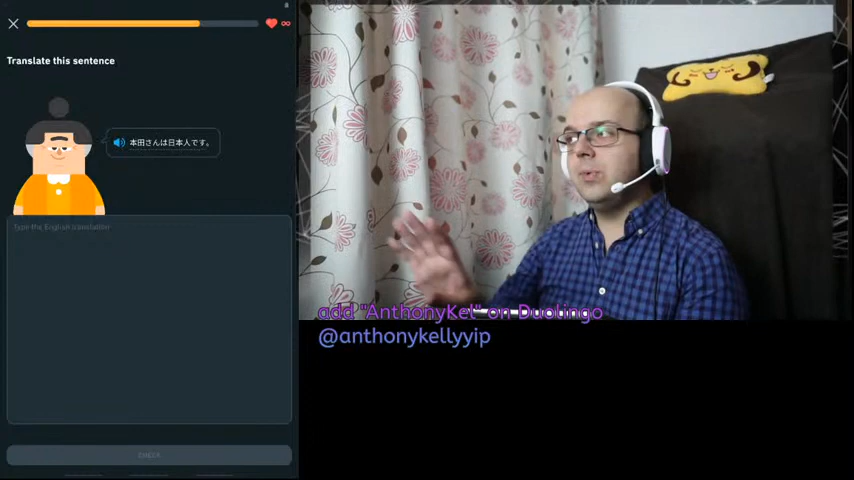 Translate this sentence
本田さんは日本人です。
Type the English translation
CHECK
add "AnthonyKel" on Duolingo
@anthonykellyyip